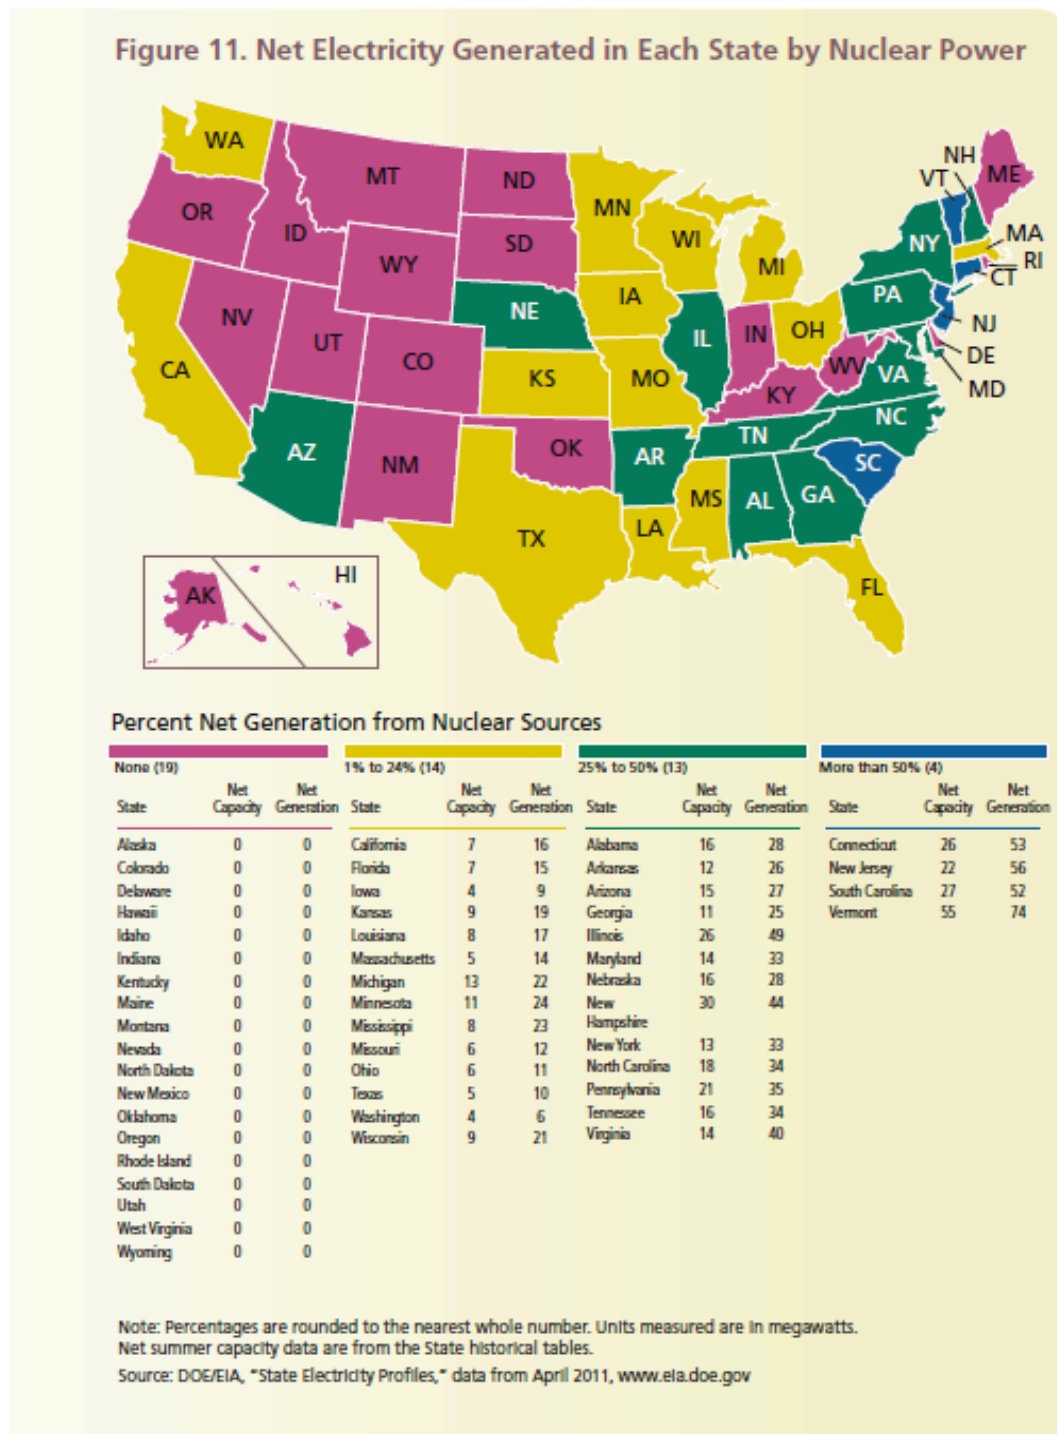 Figure 11. Net Electricity Generated in Each State by Nuclear Power
WA
MT
ND
MN
NH
VT
ME
OR
ID
SD
WI
NY
MA
WY
MI
RI
CT
NE
IA
PA
NV
IL
IN
OH
NJ
UT
CO
DE
CA
KS
MO
WV
VA
MD
KY
NC
AZ
NM
OK
AR
TN
SC
MS
AL
GA
TX
LA
AK
HI
FL
Percent Net Generation from Nuclear Sources
None (19)
State Net Capacity Net Generation
Alaska 0 0
Colorado 0 0
Delaware 0 0
Hawaii 0 0
Idaho 0 0
Indiana 0 0
Kentucky 0 0
Maine 0 0
Montana 0 0
Nevada 0 0
North Dakota 0 0
New Mexico 0 0
Oklahoma 0 0
Oregon 0 0
Rhode Island 0 0
South Dakota 0 0
Utah 0 0
West Virginia 0 0
Wyoming 0 0
1% to 24% (14)
State Net Capacity Net Generation
California 7 16
Florida 7 15
Iowa 4 9
Kansas 9 19
Louisiana 8 17
Massachusetts 5 14
Michigan 13 22
Minnesota 11 24
Mississippi 8 23
Missouri 6 12
Ohio 6 11
Texas 5 10
Washington 4 6
Wisconsin 9 21
25% to 50% (13)
State Net Capacity Net Generation
Alabama 16 28
Arkansas 12 26
Arizona 15 27
Georgia 11 25
Illinois 26 49
Maryland 14 33
Nebraska 16 28
New 30 44
Hampshire
New York 13 33
North Carolina 18 34
Pennsylvania 21 35
Tennessee 16 34
Virginia 14 40
More than 50% (4)
State Net Capacity Net Generation
Connecticut 26 53
New Jersey 22 56
South Carolina 27 52
Vermont 55 74
Note: Percentages are rounded to the nearest whole number. Units measured are in megawatts.
Net summer capacity data are from the State historical tables.
Source: DOE/EIA, "State Electricity Profiles," data from April 2011, www.eia.doe.gov